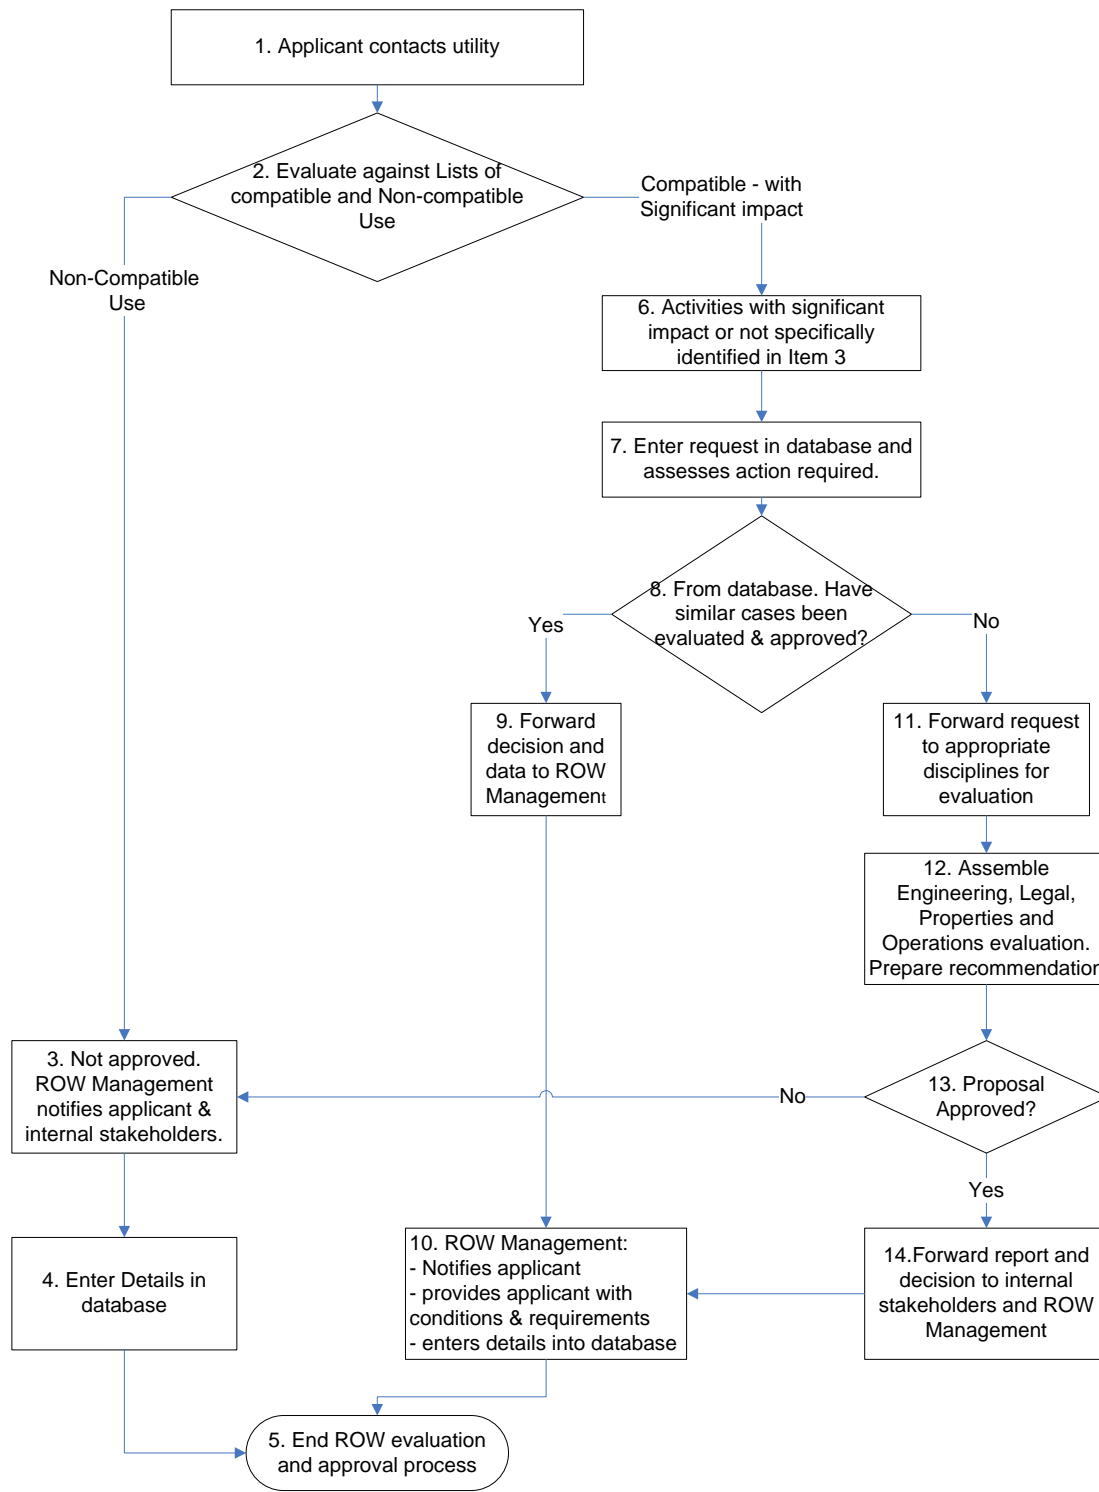 1. Applicant contacts utility
2. Evaluate against Lists of
compatible and Non-compatible
Use
Compatible - with
Significant impact
Non-Compatible
Use
6. Activities with significant
impact or not specifically
identified in Item 3
7. Enter request in database and
assesses action required.
8. From database. Have
similar cases been
evaluated & approved?
Yes
No
9. Forward
decision and
data to ROW
Management
11. Forward request
to appropriate
disciplines for
evaluation
12. Assemble
Engineering, Legal,
Properties and
Operations evaluation.
Prepare recommendation
3. Not approved.
ROW Management
notifies applicant &
internal stakeholders.
No
13. Proposal
Approved?
Yes
4. Enter Details in
database
10. ROW Management:
- Notifies applicant
- provides applicant with
conditions & requirements
- enters details into database
14.Forward report and
decision to internal
stakeholders and ROW
Management
5. End ROW evaluation
and approval process